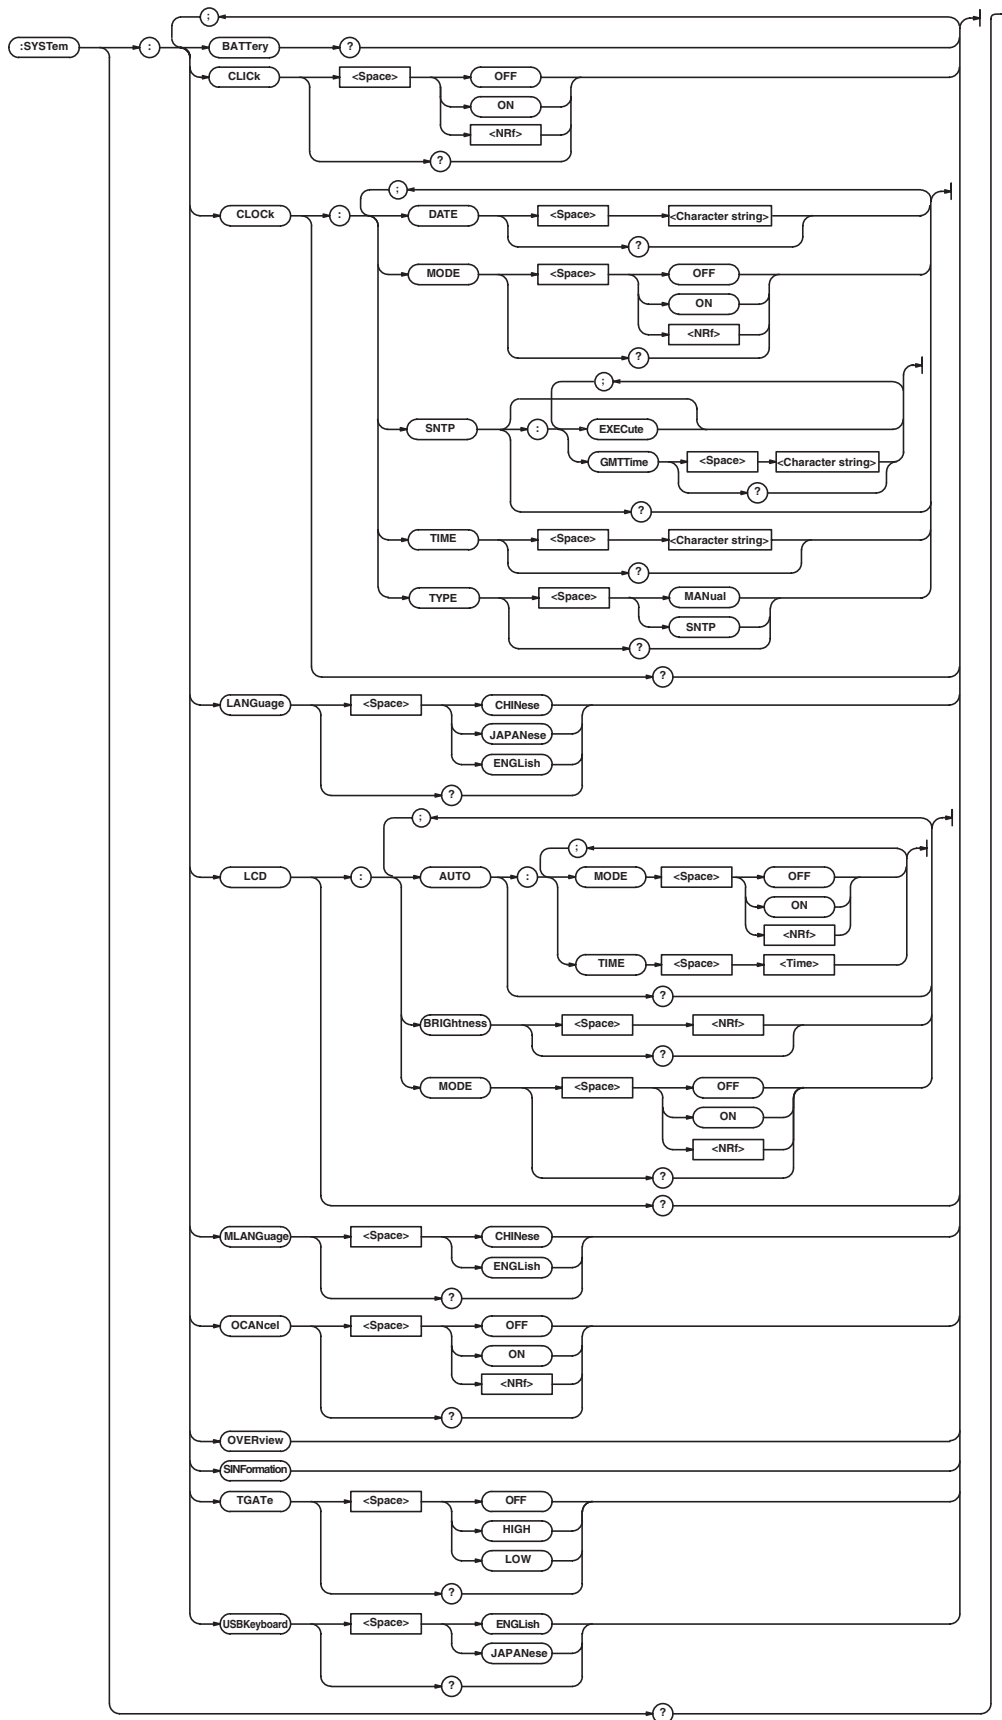 ;
:SYSTem : BATTery ?
CLICk <Space> OFF
ON
<NRf>
?
;
CLOCk : DATE <Space> <Character string>
?
MODE <Space> OFF
ON
<NRf>
?
;
SNTP : EXECute
GMTTime <Space> <Character string>
?
?
TIME <Space> <Character string>
?
TYPE <Space> MANual
SNTP
?
?
LANGuage <Space> CHINese
JAPANese
ENGLish
?
;
;
LCD : AUTO : MODE <Space> OFF
ON
<NRf>
TIME <Space> <Time>
?
BRIGhtness <Space> <NRf>
?
MODE <Space> OFF
ON
<NRf>
?
?
MLANGuage <Space> CHINese
ENGLish
?
OCANcel <Space> OFF
ON
<NRf>
?
OVERview
SINFormation
TGATe <Space> OFF
HIGH
LOW
?
USBKeyboard <Space> ENGLish
JAPANese
?
?